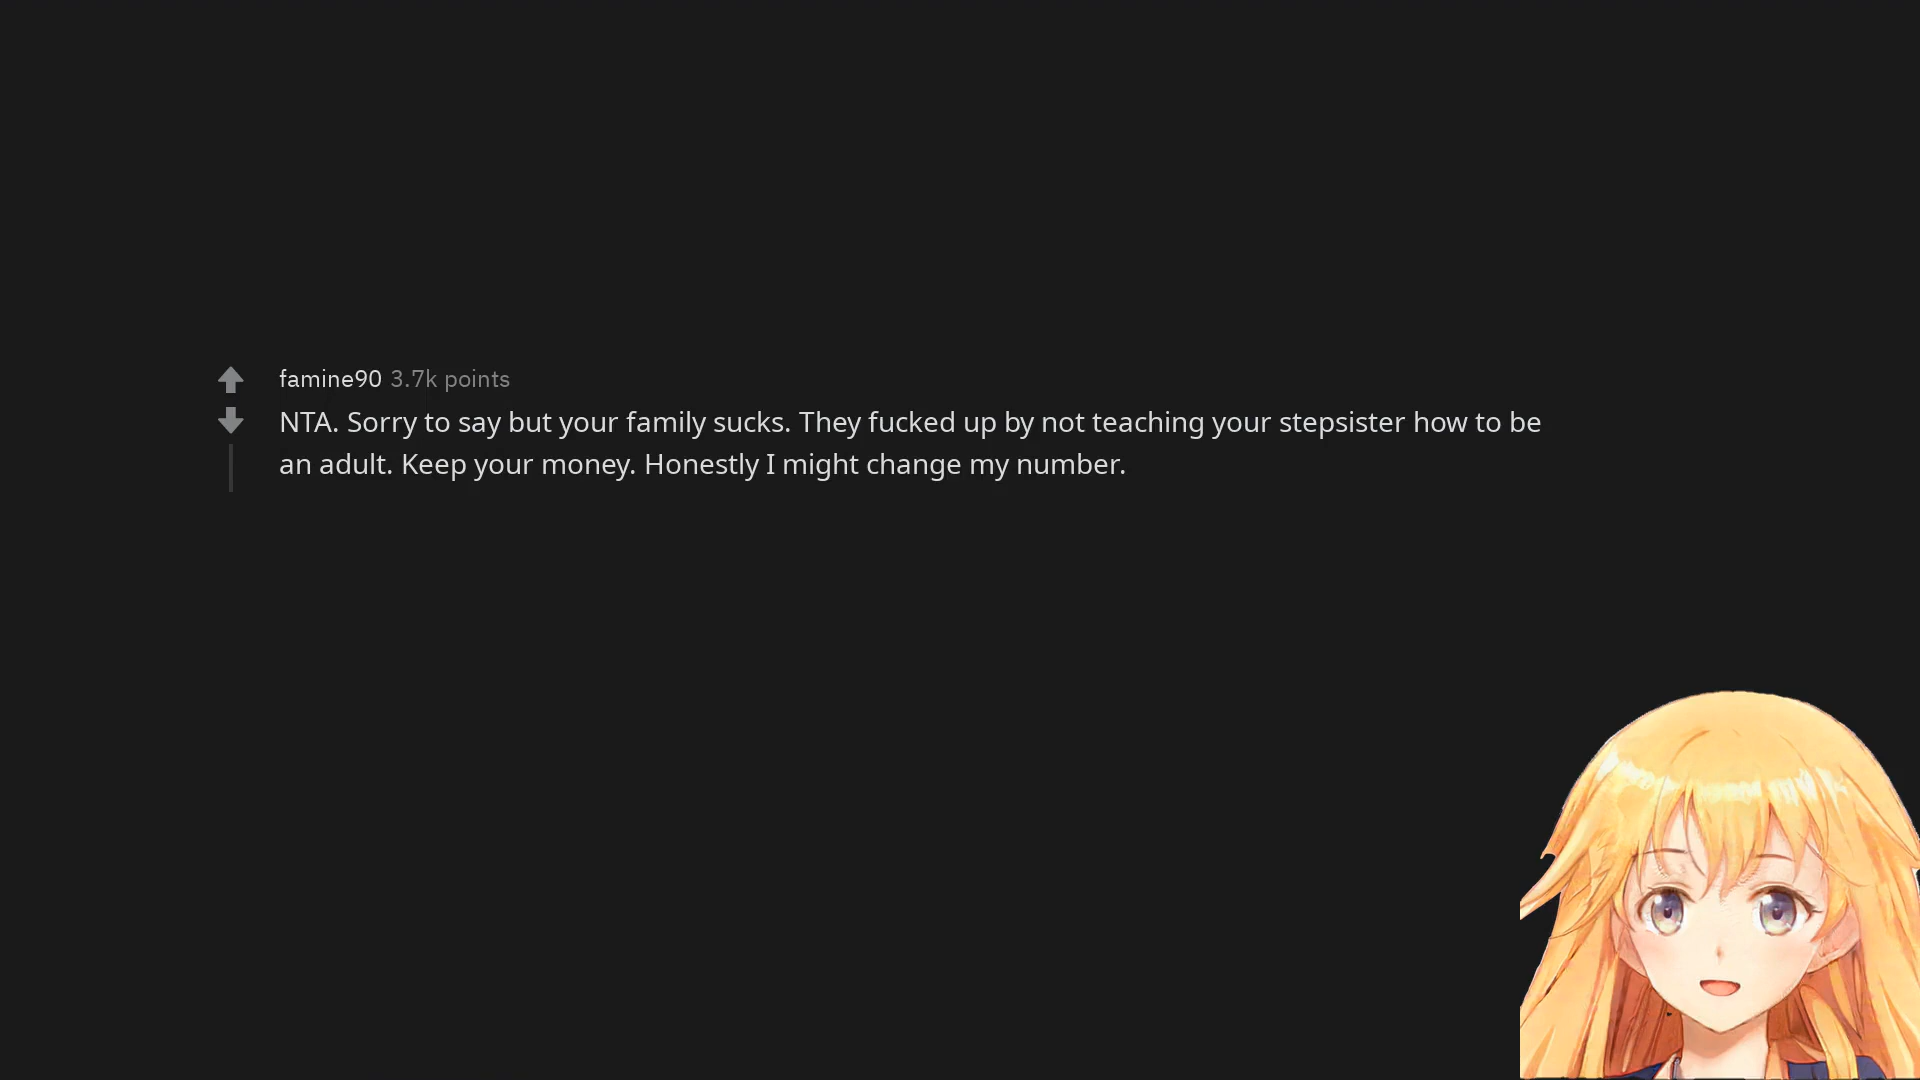 famine90 3.7k points
NTA. Sorry to say but your family sucks. They fucked up by not teaching your stepsister how to be
an adult. Keep your money. Honestly I might change my number.